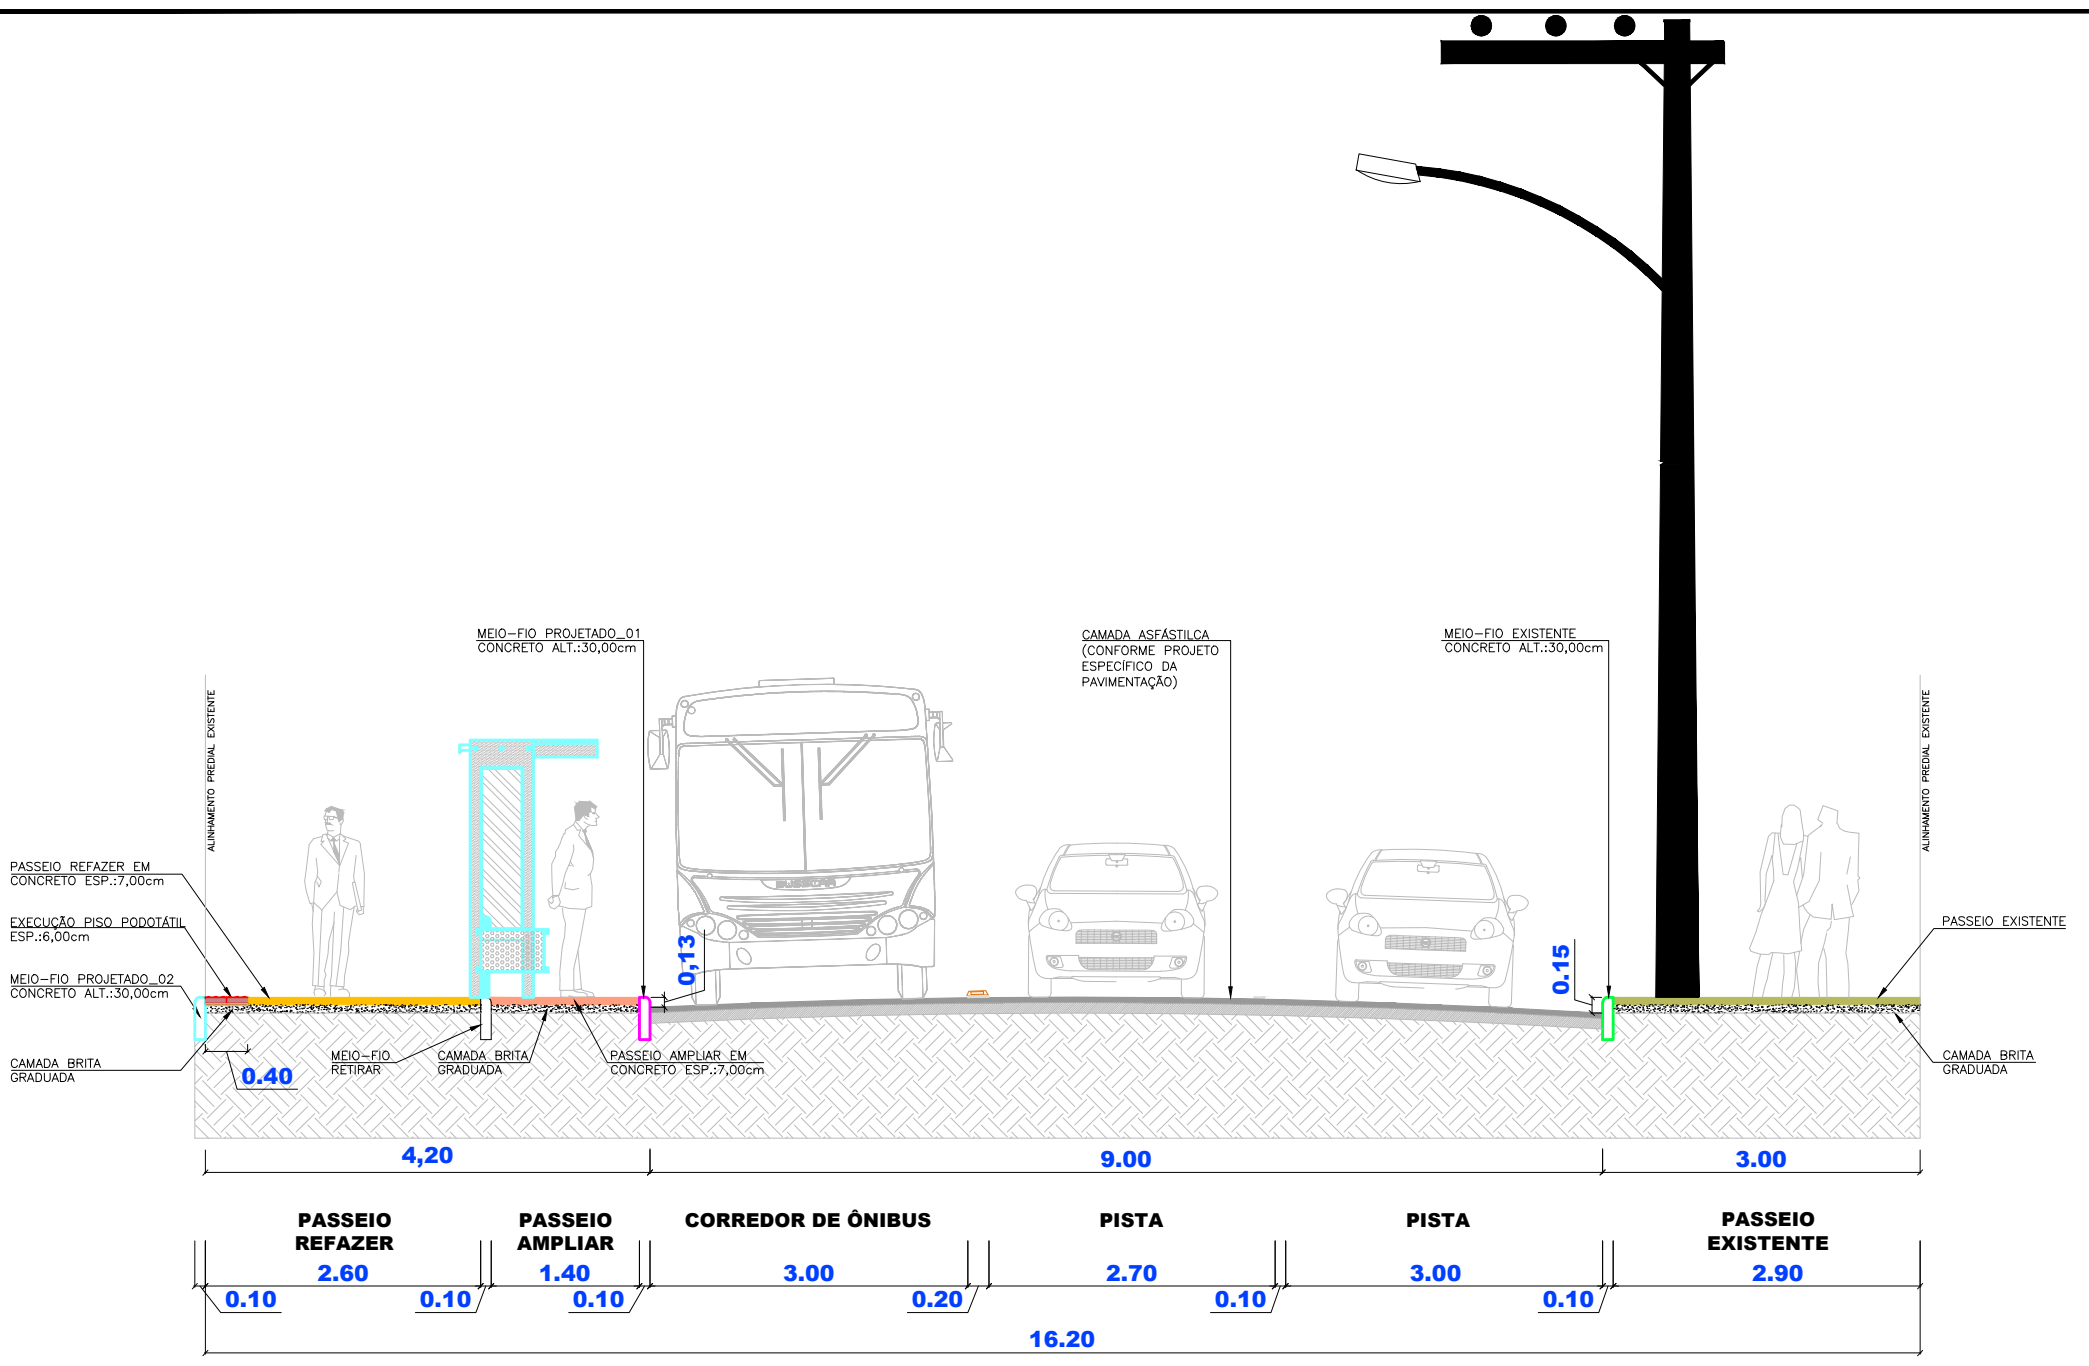 MEIO-FIO PROJETADO_01
CONCRETO ALT.:30,00cm
CAMADA ASFÁSTILCA
(CONFORME PROJETO
ESPECÍFICO DA
PAVIMENTAÇÃO)
MEIO-FIO EXISTENTE
CONCRETO ALT.:30,00cm
ALINHAMENTO PREDIAL EXISTENTE
ALINHAMENTO PREDIAL EXISTENTE
PASSEIO REFAZER EM
CONCRETO ESP.:7,00cm
EXECUÇÃO PISO PODOTÁTIL
ESP.:6,00cm
MEIO-FIO PROJETADO_02
CONCRETO ALT.:30,00cm
CAMADA BRITA
GRADUADA
0.40
MEIO-FIO
RETIRAR
CAMADA BRITA
GRADUADA
PASSEIO AMPLIAR EM
CONCRETO ESP.:7,00cm
BUSSCAR
0,13
0.15
PASSEIO EXISTENTE
CAMADA BRITA
GRADUADA
4,20
9.00
3.00
PASSEIO
REFAZER
PASSEIO
AMPLIAR
CORREDOR DE ÔNIBUS
PISTA
PISTA
PASSEIO
EXISTENTE
2.60
1.40
3.00
2.70
3.00
2.90
0.10
0.10
0.10
0.20
0.10
0.10
16.20